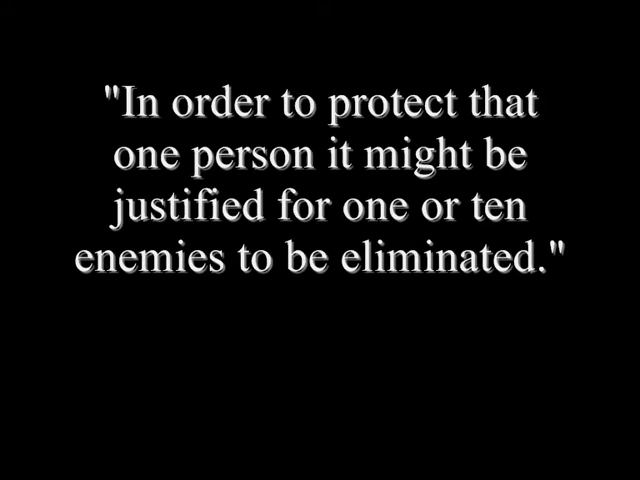 "In order to protect that
one person it might be
justified for one or ten
enemies to be eliminated."